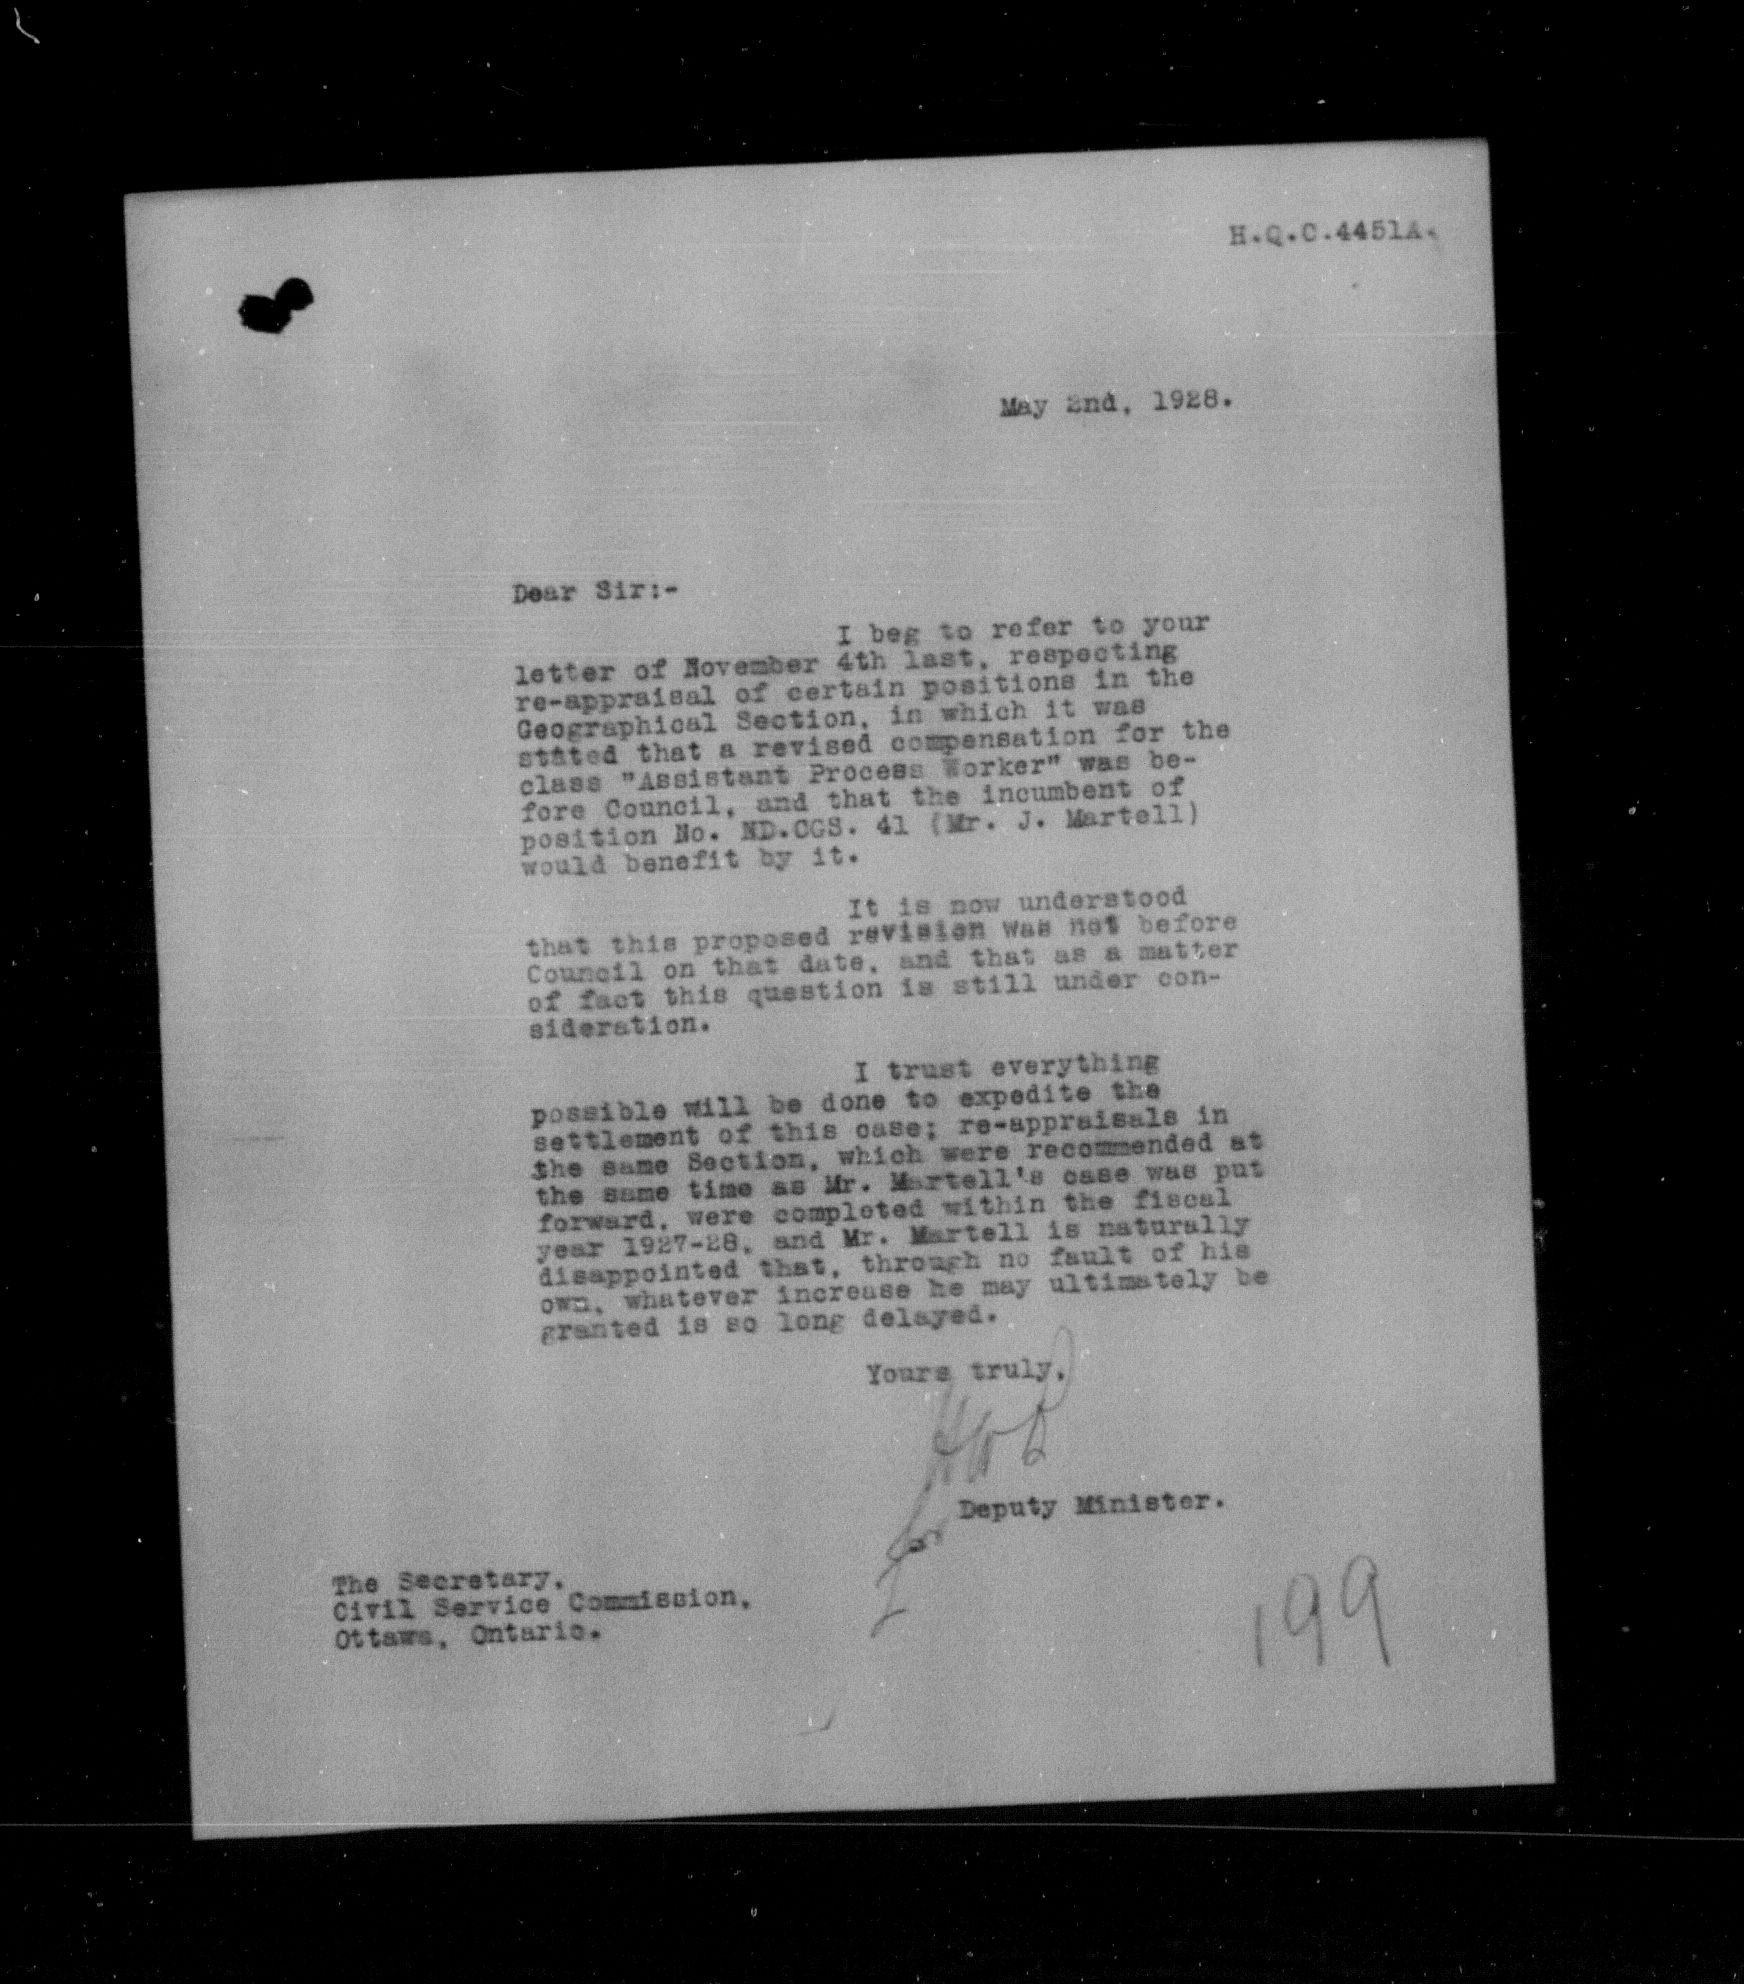 H.Q.C.4451A.
May 2nd, 1928.
Dear Sir:-
I beg to refer to your
letter of November 4th last, respecting
re-appraisal of certain positions in the
Geographical Section, in which it was
stated that a revised compensation for the
class "Assistant Process Worker" was be-
fore Council, and that the incumbent of
position No. ND.CGS. 41 (Mr. J. Martell)
would benefit by it.
It is now understood
that this proposed revision was not before
Council on that date, and that as a matter
of fact this question is still under con-
sideration.
I trust everything
possible will be done to expedite the
settlement of this case; re-appraisals in
the same Section, which were recommended at
the same time as Mr. Martell's case was put
forward, were completed within the fiscal
year 1927-28, and Mr. Martell is naturally
disappointed that, through no fault of his
own, whatever increase he may ultimately be
granted is so long delayed.
Yours truly,
for
Deputy Minister.
The Secretary,
Civil Service Commission,
Ottawa, Ontario.
199